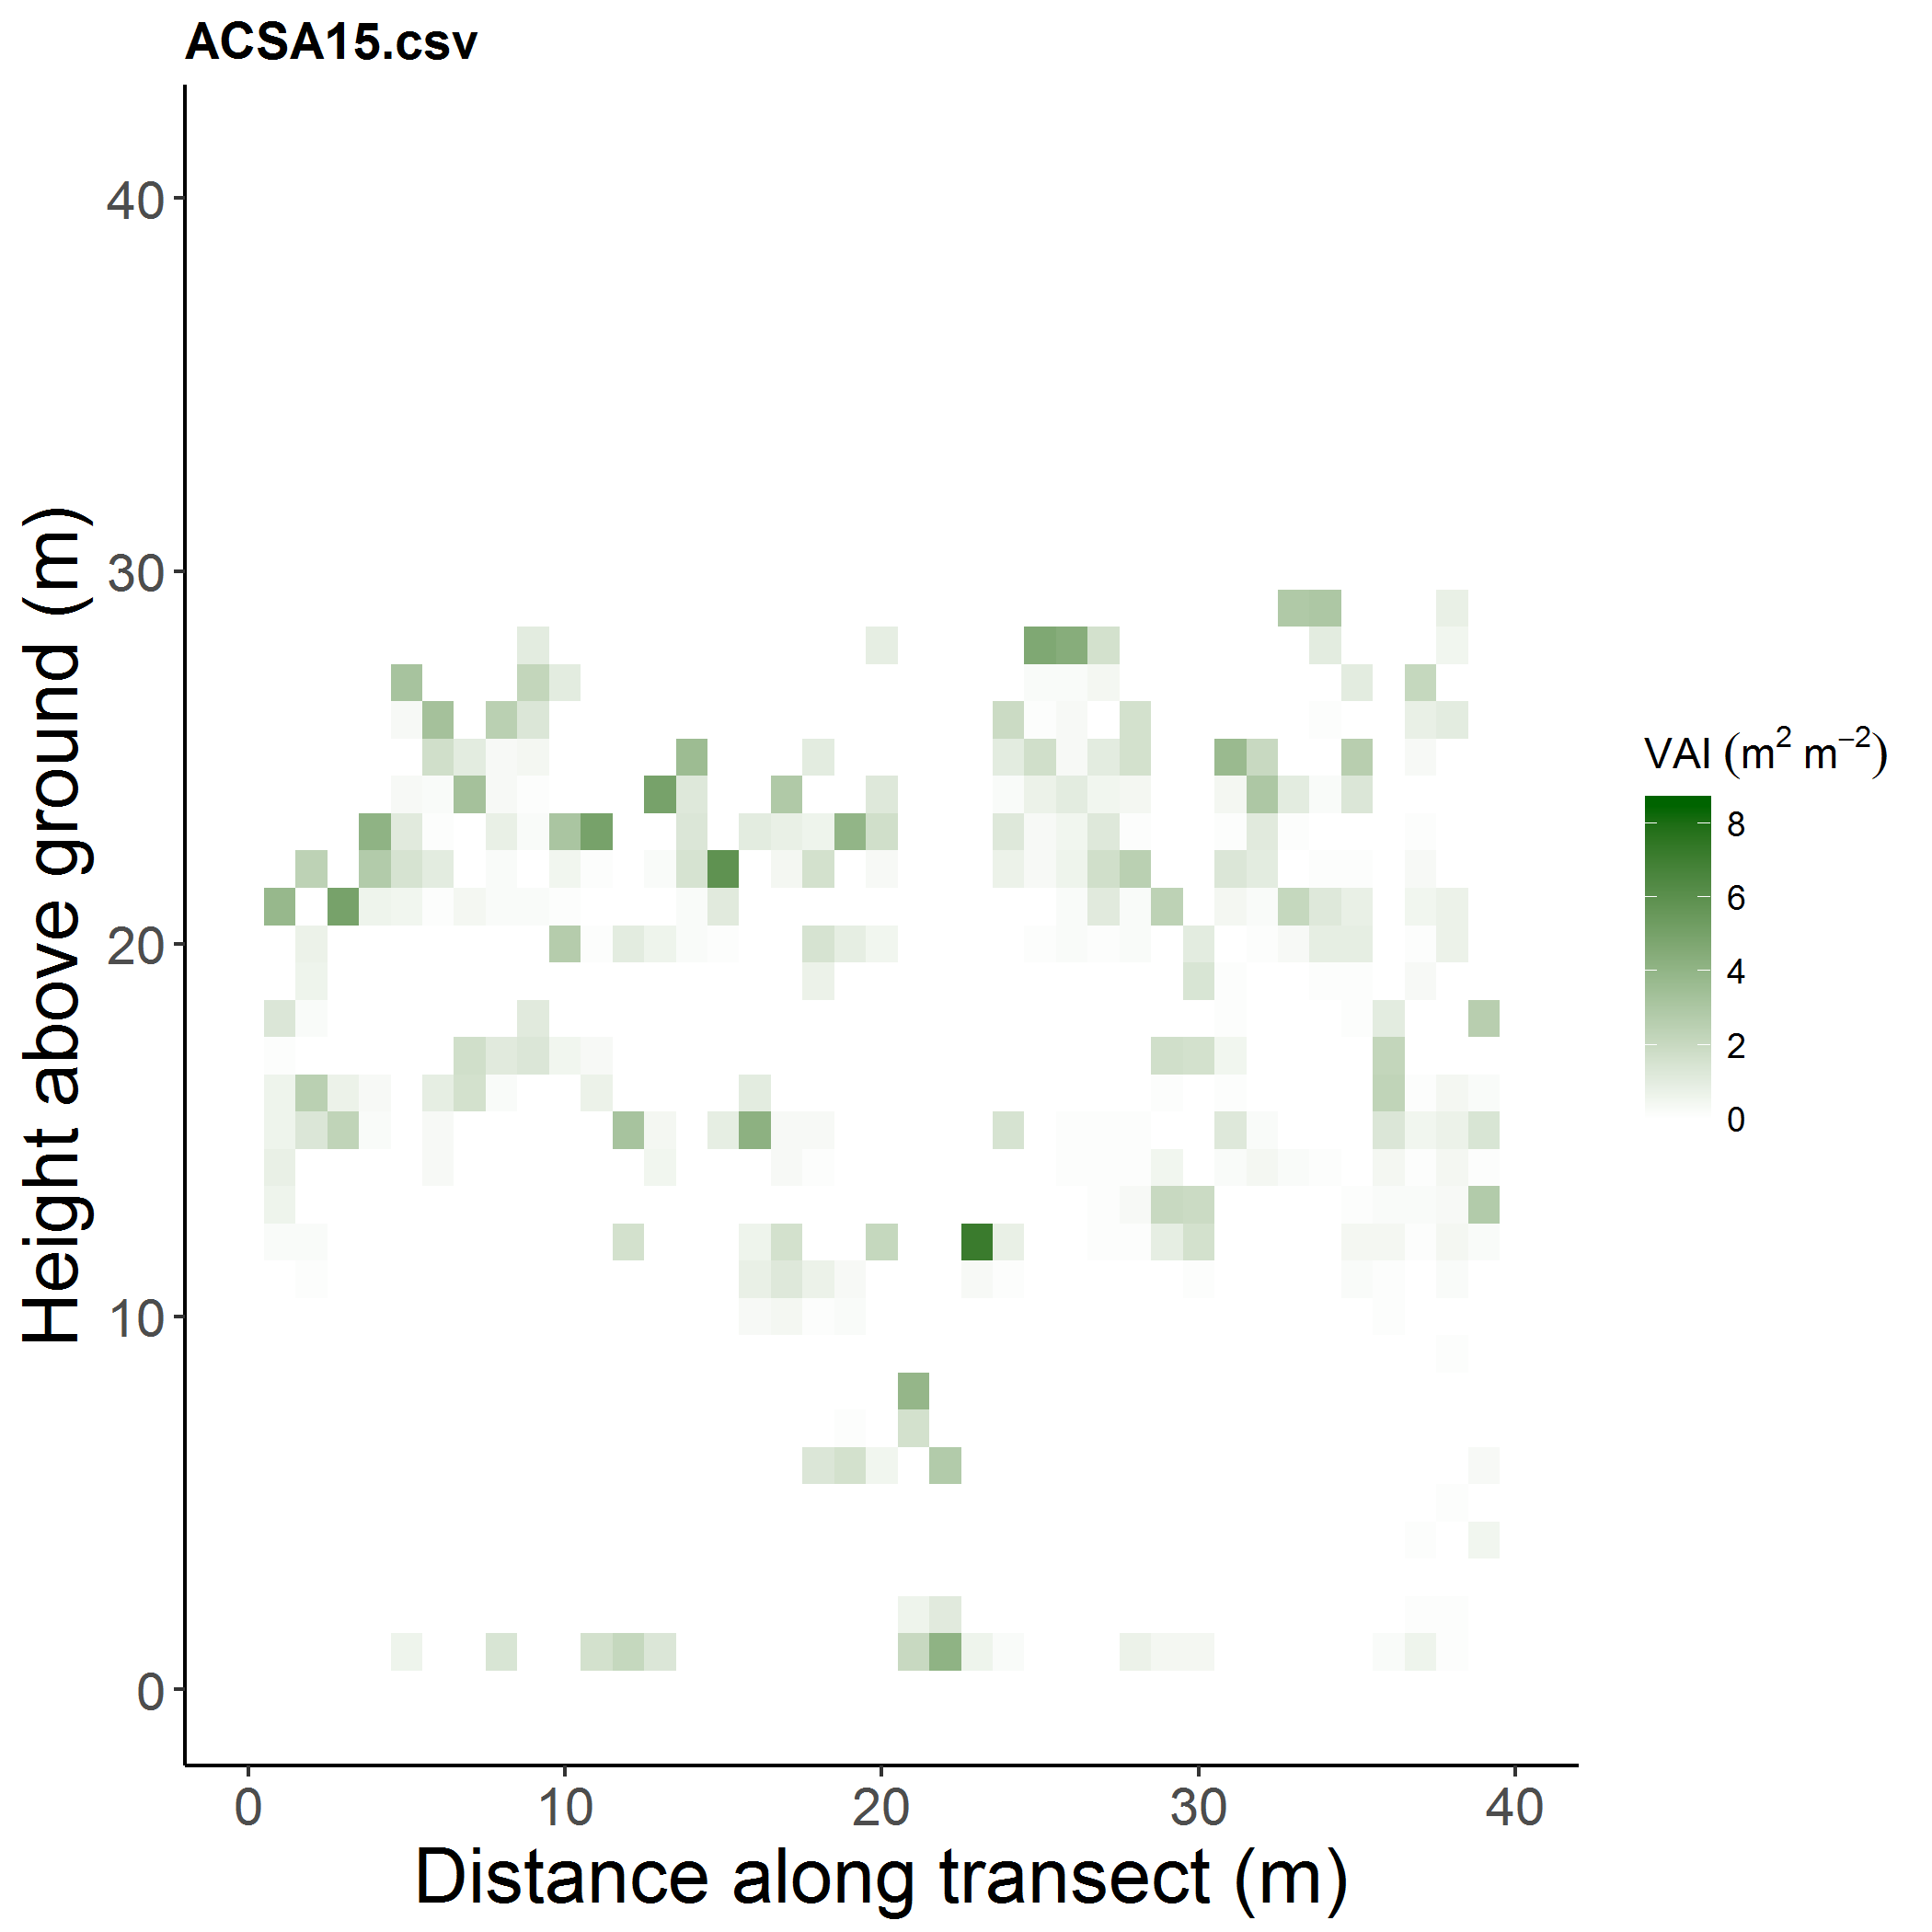 ACSA15.csv
Height above ground (m)
40
30
20
10
0
0 10 20 30 40
Distance along transect (m)
VAI (m² m⁻²)
8
6
4
2
0